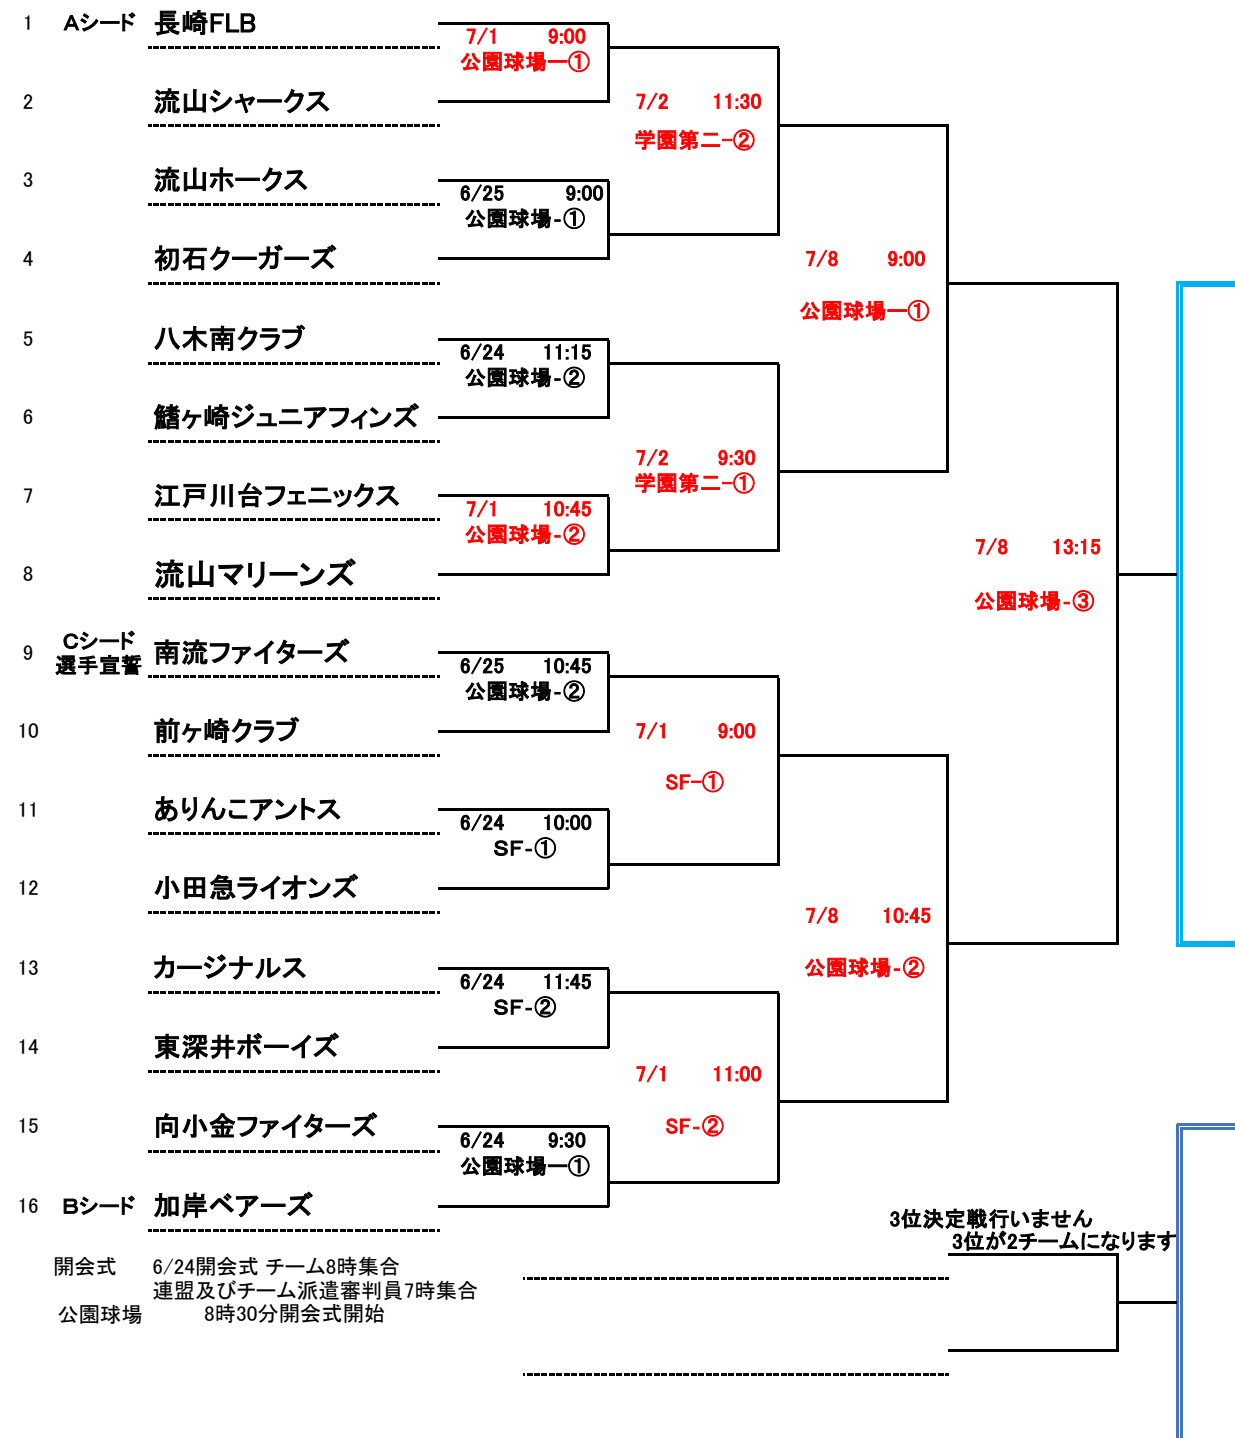 1 Aシード 長崎FLB
7/1 9:00
公園球場ー①
2 流山シャークス
7/2 11:30
学園第二-②
3 流山ホークス
6/25 9:00
公園球場-①
4 初石クーガーズ
7/8 9:00
公園球場ー①
5 八木南クラブ
6/24 11:15
公園球場-②
6 鰭ヶ崎ジュニアフィンズ
7/2 9:30
学園第二-①
7 江戸川台フェニックス
7/1 10:45
公園球場-②
7/8 13:15
公園球場-③
8 流山マリーンズ
9 Cシード
選手宣誓 南流ファイターズ
6/25 10:45
公園球場-②
10 前ヶ崎クラブ
7/1 9:00
SF-①
11 ありんこアントス
6/24 10:00
SF-①
12 小田急ライオンズ
7/8 10:45
公園球場-②
13 カージナルス
6/24 11:45
SF-②
14 東深井ボーイズ
7/1 11:00
SF-②
15 向小金ファイターズ
6/24 9:30
公園球場ー①
16 Bシード 加岸ベアーズ
3位決定戦行いません
3位が2チームになります
開会式 6/24開会式 チーム8時集合
連盟及びチーム派遣審判員7時集合
公園球場 8時30分開会式開始